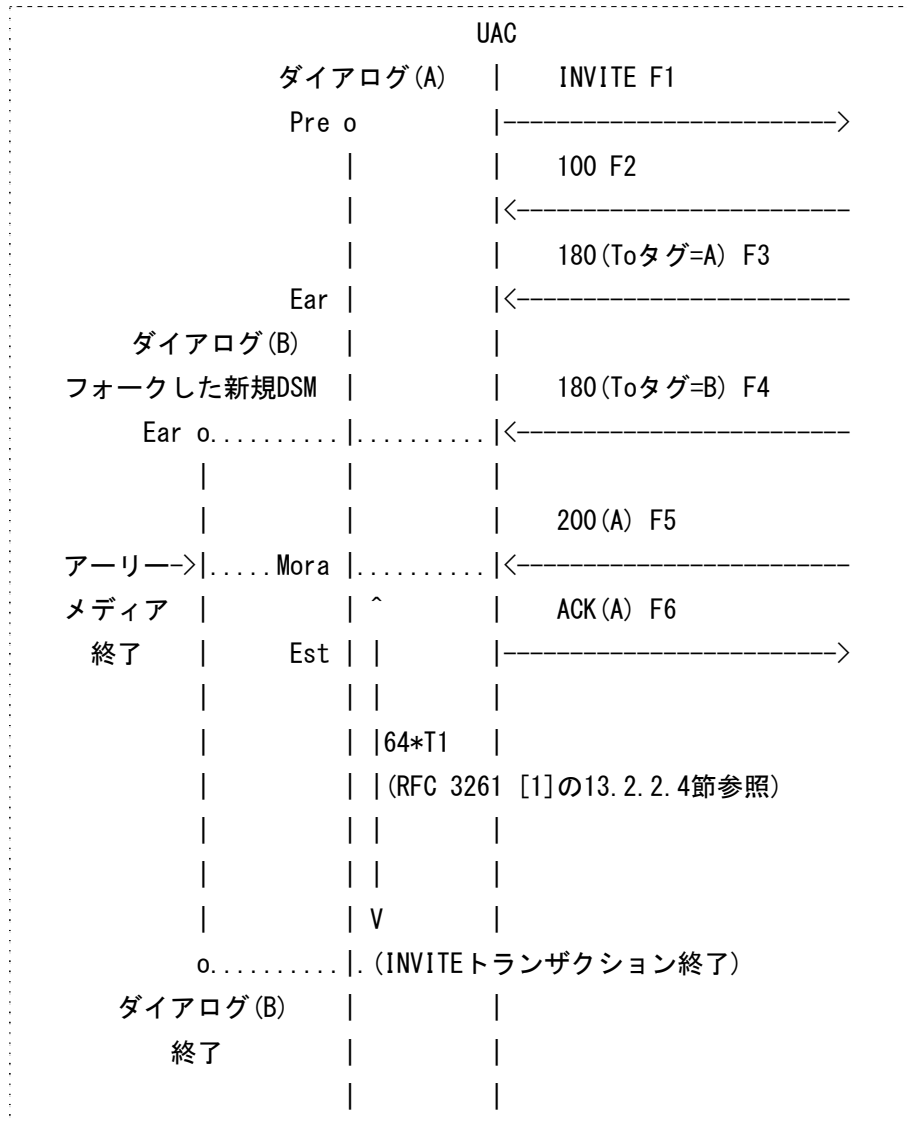 UAC
ダイアログ(A) | INVITE F1
Pre o |------------------------->
| | 100 F2
| |<-------------------------
| | 180(Toタグ=A) F3
Ear | |<-------------------------
ダイアログ(B) | |
フォークした新規DSM | | 180(Toタグ=B) F4
Ear o..........|..........|<-------------------------
| | |
| | | 200(A) F5
アーリー->|.....Mora |..........|<-------------------------
メディア | | ^ | ACK(A) F6
終了 | Est | | |------------------------->
| | | |
| | |64*T1 |
| | |(RFC 3261 [1]の13.2.2.4節参照)
| | | |
| | | |
| | V |
o..........|.(INVITEトランザクション終了)
ダイアログ(B) | |
終了 | |
| |